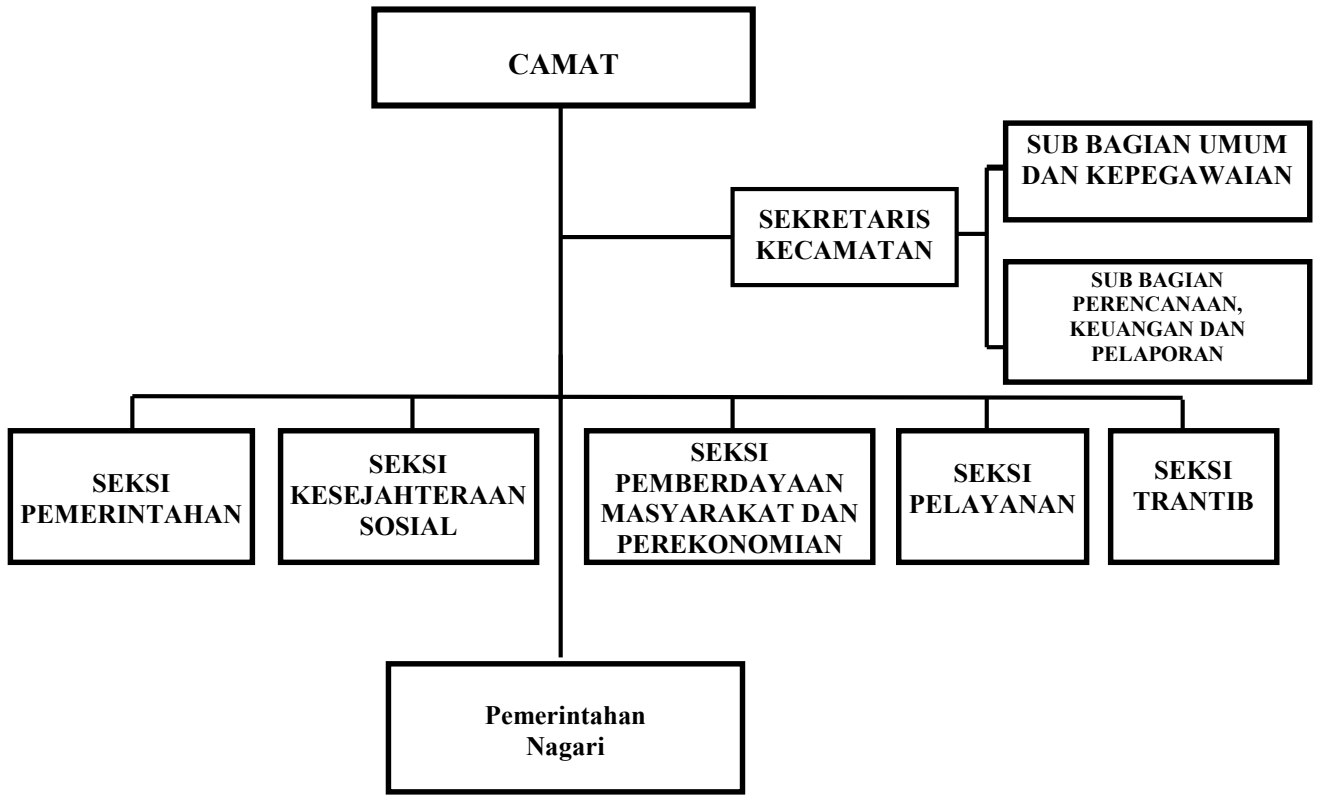 CAMAT
SUB BAGIAN UMUM
DAN KEPEGAWAIAN
SEKRETARIS
KECAMATAN
SUB BAGIAN
PERENCANAAN,
KEUANGAN DAN
PELAPORAN
SEKSI
PEMERINTAHAN
SEKSI
KESEJAHTERAAN
SOSIAL
SEKSI
PEMBERDAYAAN
MASYARAKAT DAN
PEREKONOMIAN
SEKSI
PELAYANAN
SEKSI
TRANTIB
Pemerintahan
Nagari